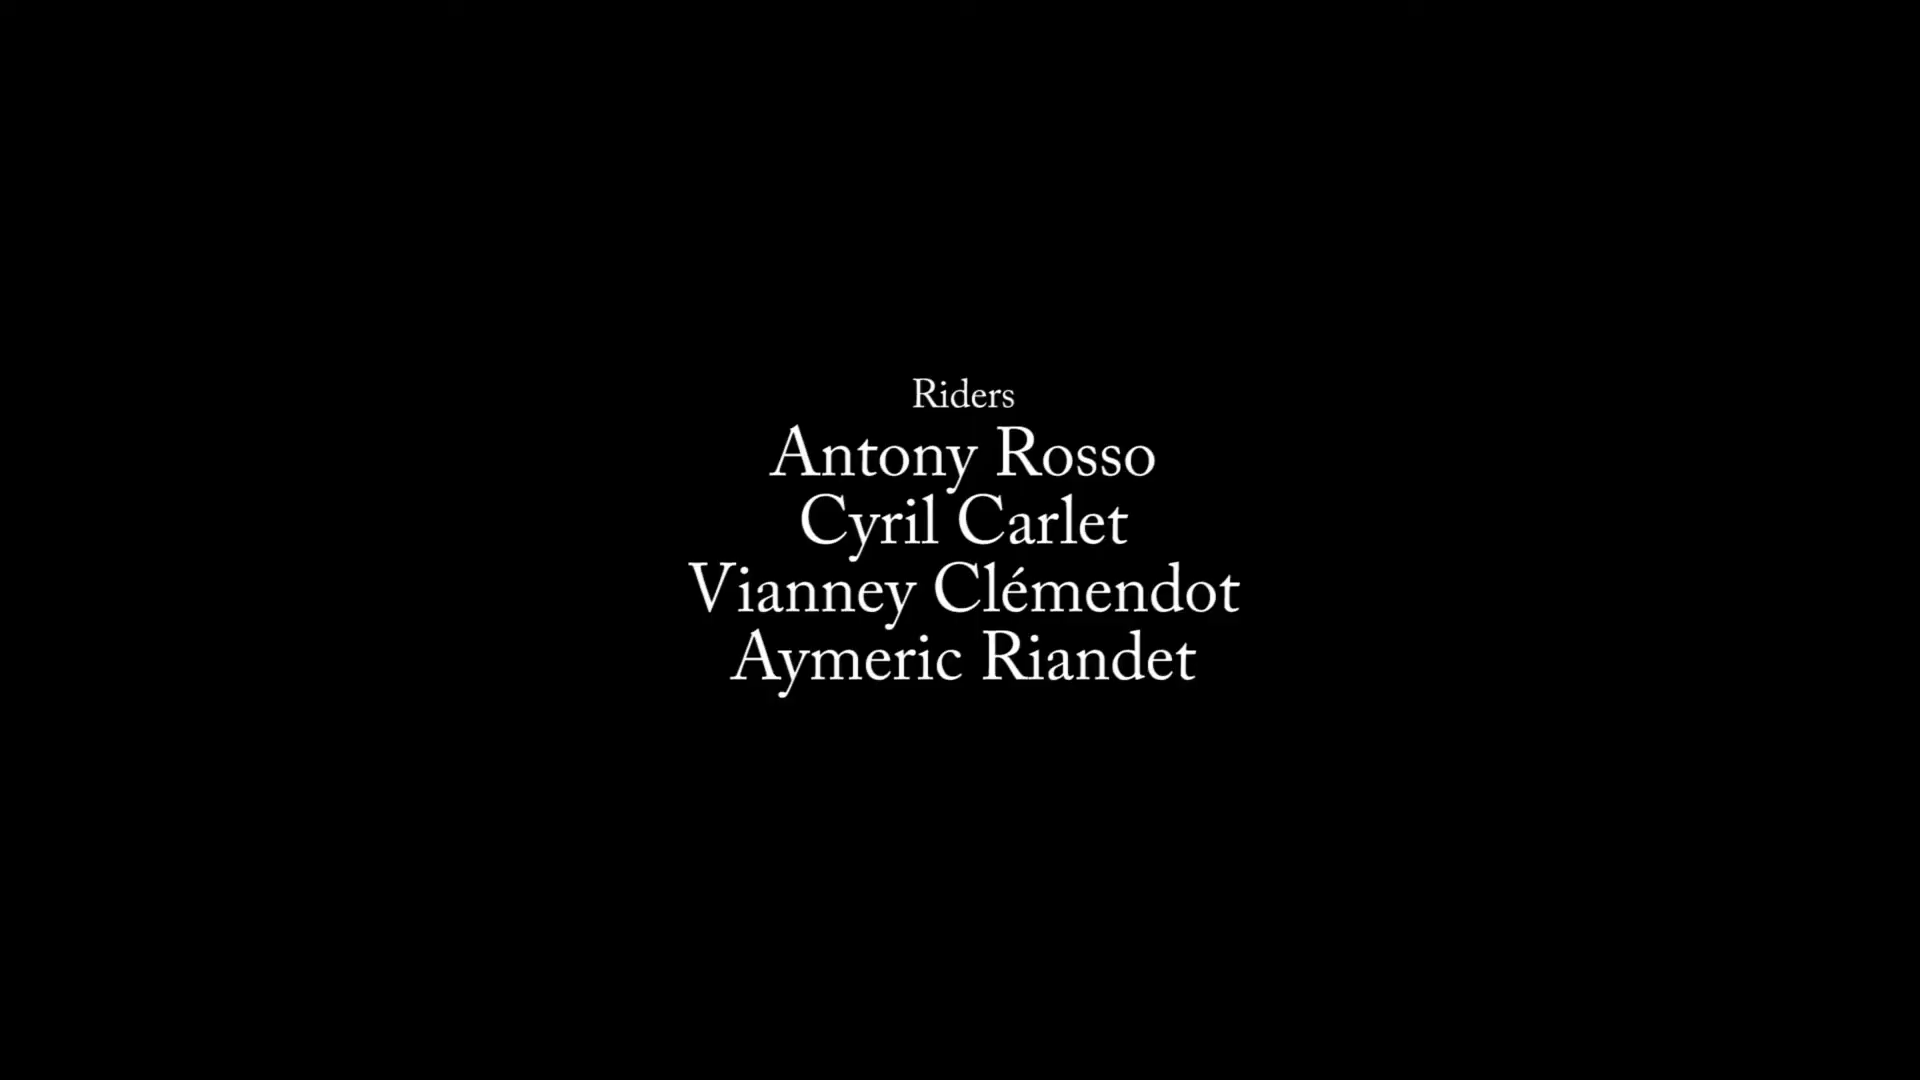 Riders
Antony Rosso
Cyril Carlet
Vianney Clémendot
Aymeric Riandet